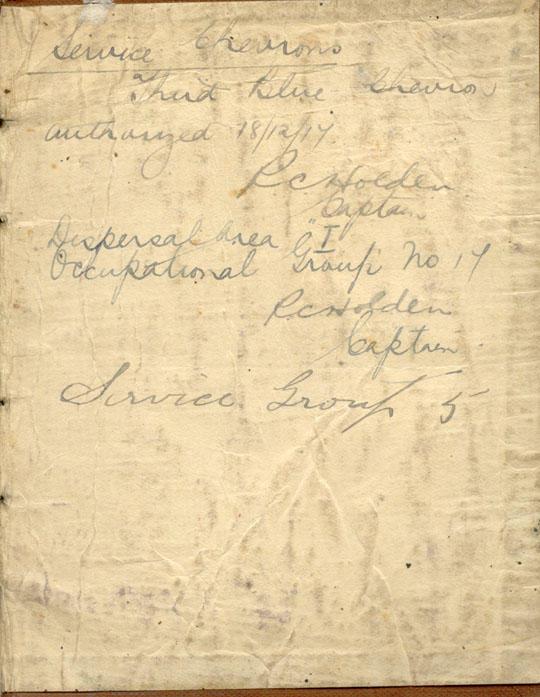 Service Chevrons
Third Blue Chevron
authorized 18/12/17
R C Holden
Captain
Dispersal Area "I"
Occupational Group No 17
R.C Holden
Captain.
Service Group 5